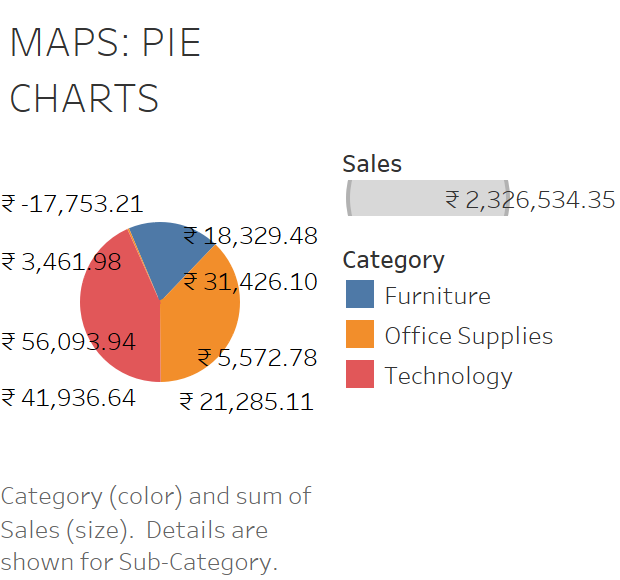 MAPS: PIE
CHARTS
Sales
₹ 2,326,534.35
₹ -17,753.21
₹ 18,329.48
₹ 3,461.98
₹ 31,426.10
₹ 56,093.94
₹ 5,572.78
₹ 41,936.64
₹ 21,285.11
Category
Furniture
Office Supplies
Technology
Category (color) and sum of
Sales (size).  Details are
shown for Sub-Category.